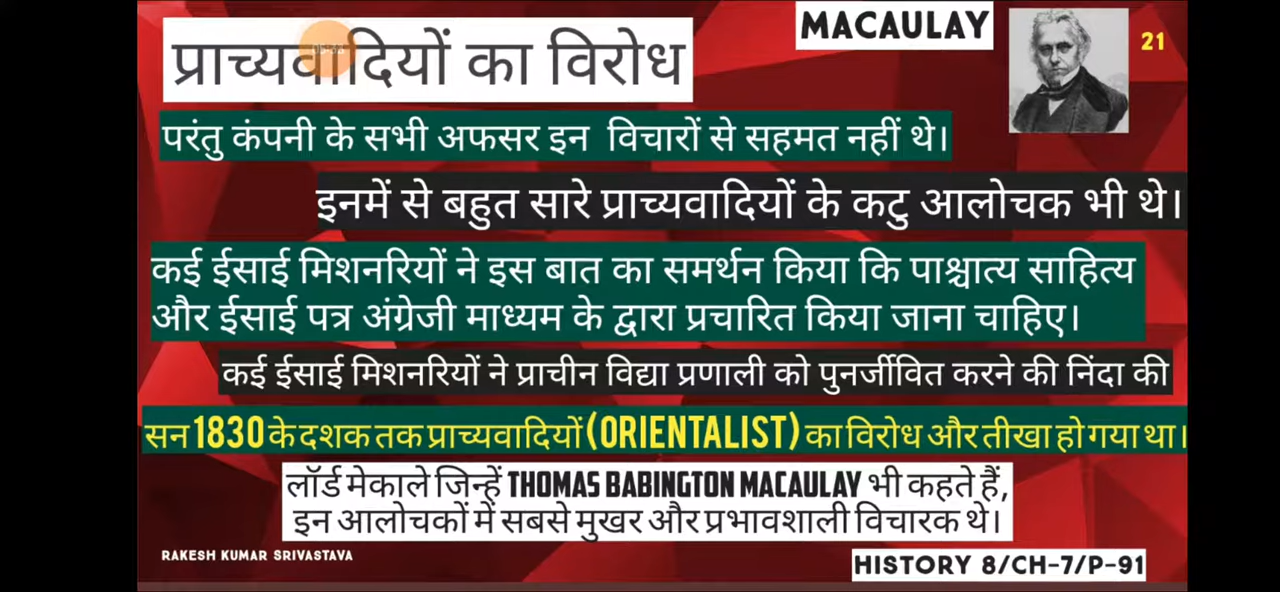 MACAULAY
21
प्राच्यवादियों का विरोध
परंतु कंपनी के सभी अफसर इन विचारों से सहमत नहीं थे।
इनमें से बहुत सारे प्राच्यवादियों के कटु आलोचक भी थे।
कई ईसाई मिशनरियों ने इस बात का समर्थन किया कि पाश्चात्य साहित्य
और ईसाई पत्र अंग्रेजी माध्यम के द्वारा प्रचारित किया जाना चाहिए।
कई ईसाई मिशनरियों ने प्राचीन विद्या प्रणाली को पुनर्जीवित करने की निंदा की
सन 1830 के दशक तक प्राच्यवादियों (ORIENTALIST) का विरोध और तीखा हो गया था।
लॉर्ड मेकाले जिन्हें THOMAS BABINGTON MACAULAY भी कहते हैं,
इन आलोचकों में सबसे मुखर और प्रभावशाली विचारक थे।
RAKESH KUMAR SRIVASTAVA
HISTORY 8/CH-7/P-91